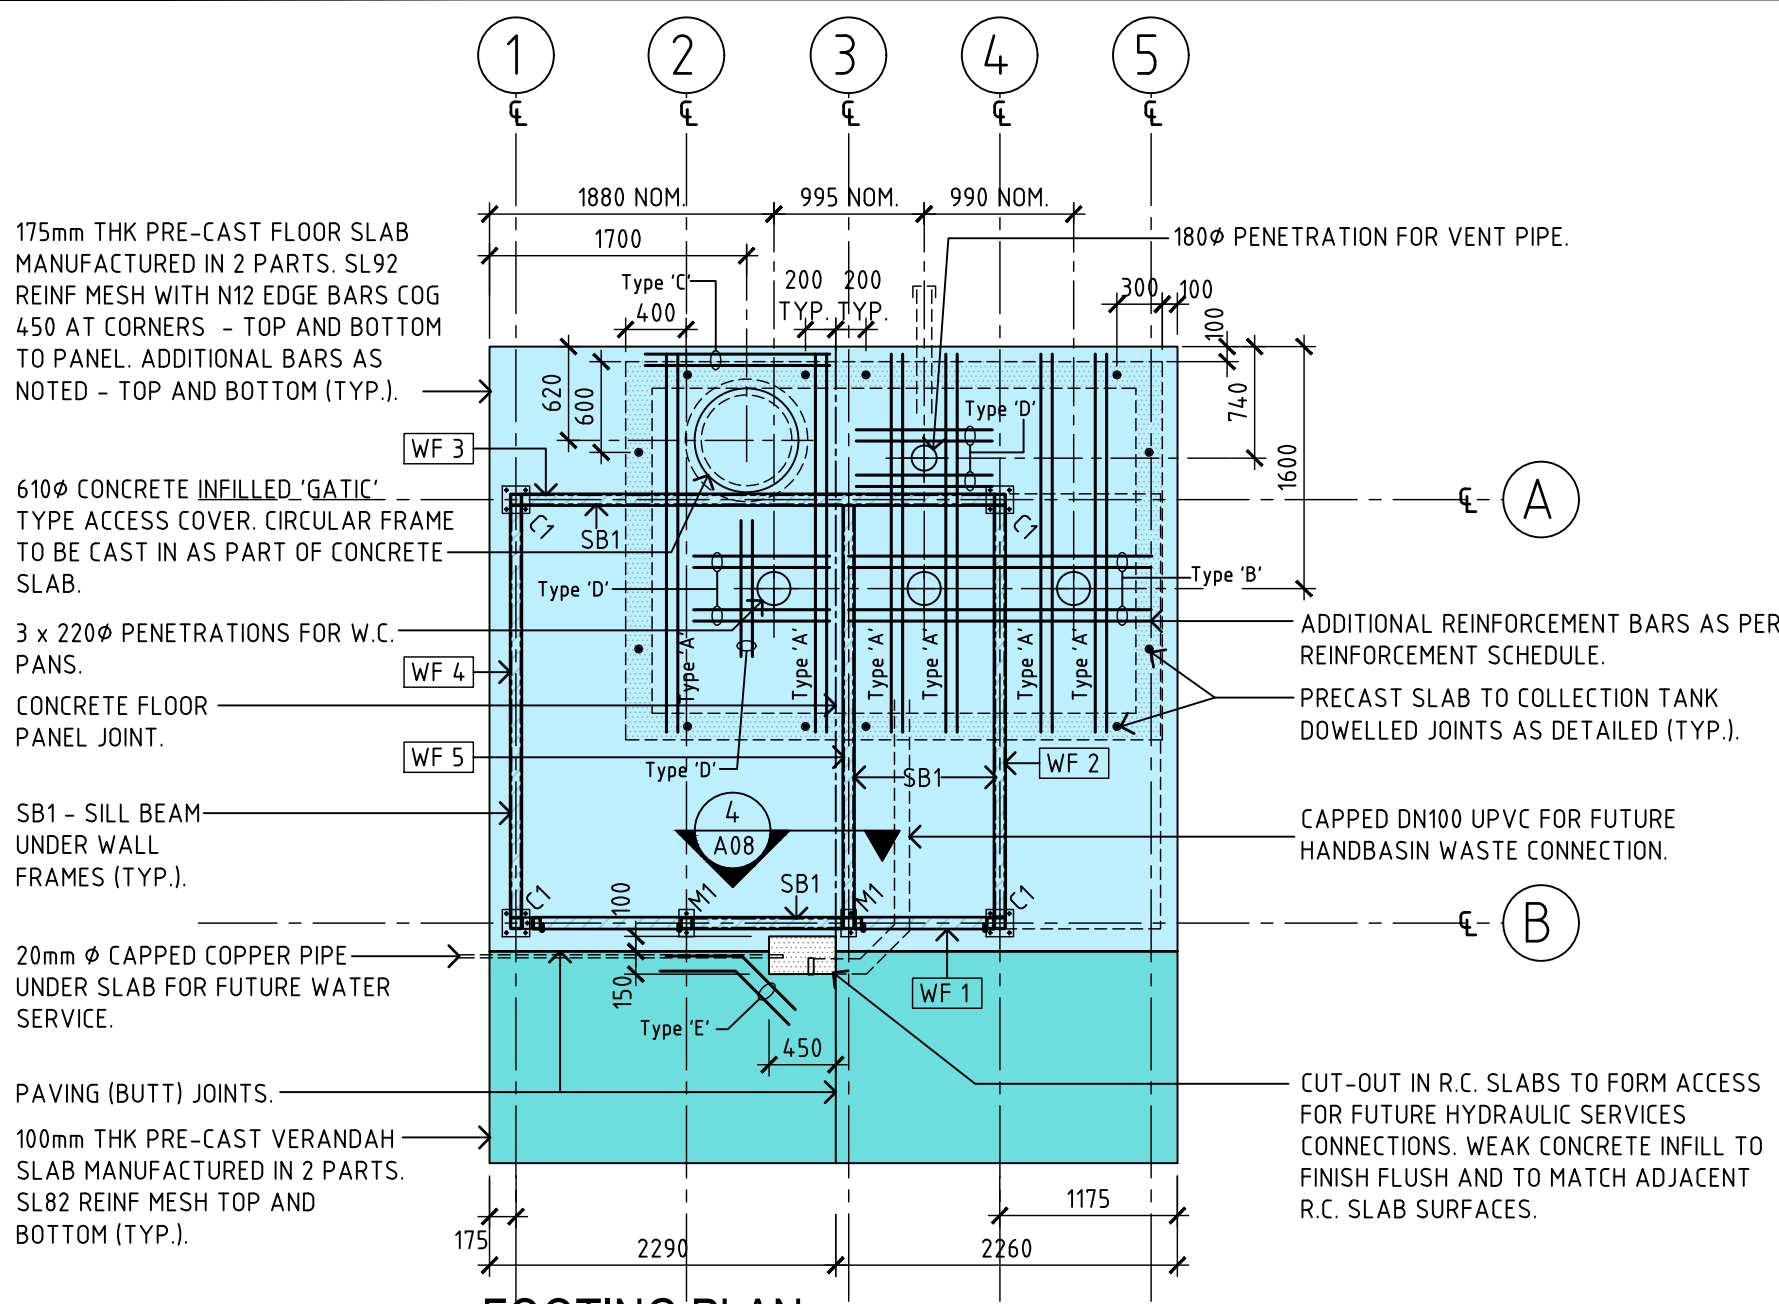 1
2
3
4
5
℄
℄
℄
℄
℄
1880 NOM.
995 NOM.
990 NOM.
1700
200
TYP.
200
TYP.
300
100
100
400
620
600
740
1600
Type 'C'
175mm THK PRE-CAST FLOOR SLAB
MANUFACTURED IN 2 PARTS. SL92
REINF MESH WITH N12 EDGE BARS COG
450 AT CORNERS - TOP AND BOTTOM
TO PANEL. ADDITIONAL BARS AS
NOTED - TOP AND BOTTOM (TYP.).
WF 3
610Ø CONCRETE INFILLED 'GATIC'
TYPE ACCESS COVER. CIRCULAR FRAME
TO BE CAST IN AS PART OF CONCRETE
SLAB.
3 x 220Ø PENETRATIONS FOR W.C.
PANS.
WF 4
CONCRETE FLOOR
PANEL JOINT.
WF 5
SB1 - SILL BEAM
UNDER WALL
FRAMES (TYP.).
20mm Ø CAPPED COPPER PIPE
UNDER SLAB FOR FUTURE WATER
SERVICE.
PAVING (BUTT) JOINTS.
100mm THK PRE-CAST VERANDAH
SLAB MANUFACTURED IN 2 PARTS.
SL82 REINF MESH TOP AND
BOTTOM (TYP.).
180Ø PENETRATION FOR VENT PIPE.
Type 'D'
C1
SB1
C1
℄
A
Type 'D'
Type 'B'
Type 'A'
Type 'A'
Type 'A'
Type 'A'
Type 'A'
Type 'A'
Type 'D'
SB1
WF 2
4
A08
SB1
C1
M1
M1
C1
℄
B
100
150
WF 1
Type 'E'
450
ADDITIONAL REINFORCEMENT BARS AS PER
REINFORCEMENT SCHEDULE.
PRECAST SLAB TO COLLECTION TANK
DOWELLED JOINTS AS DETAILED (TYP.).
CAPPED DN100 UPVC FOR FUTURE
HANDBASIN WASTE CONNECTION.
CUT-OUT IN R.C. SLABS TO FORM ACCESS
FOR FUTURE HYDRAULIC SERVICES
CONNECTIONS. WEAK CONCRETE INFILL TO
FINISH FLUSH AND TO MATCH ADJACENT
R.C. SLAB SURFACES.
175
1175
2290
2260
FOOTING PLAN